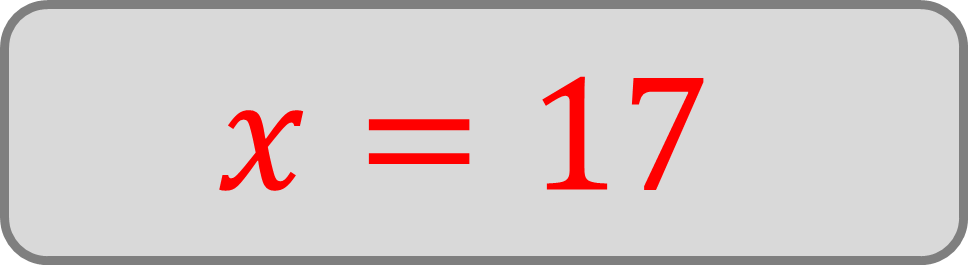 x = 17